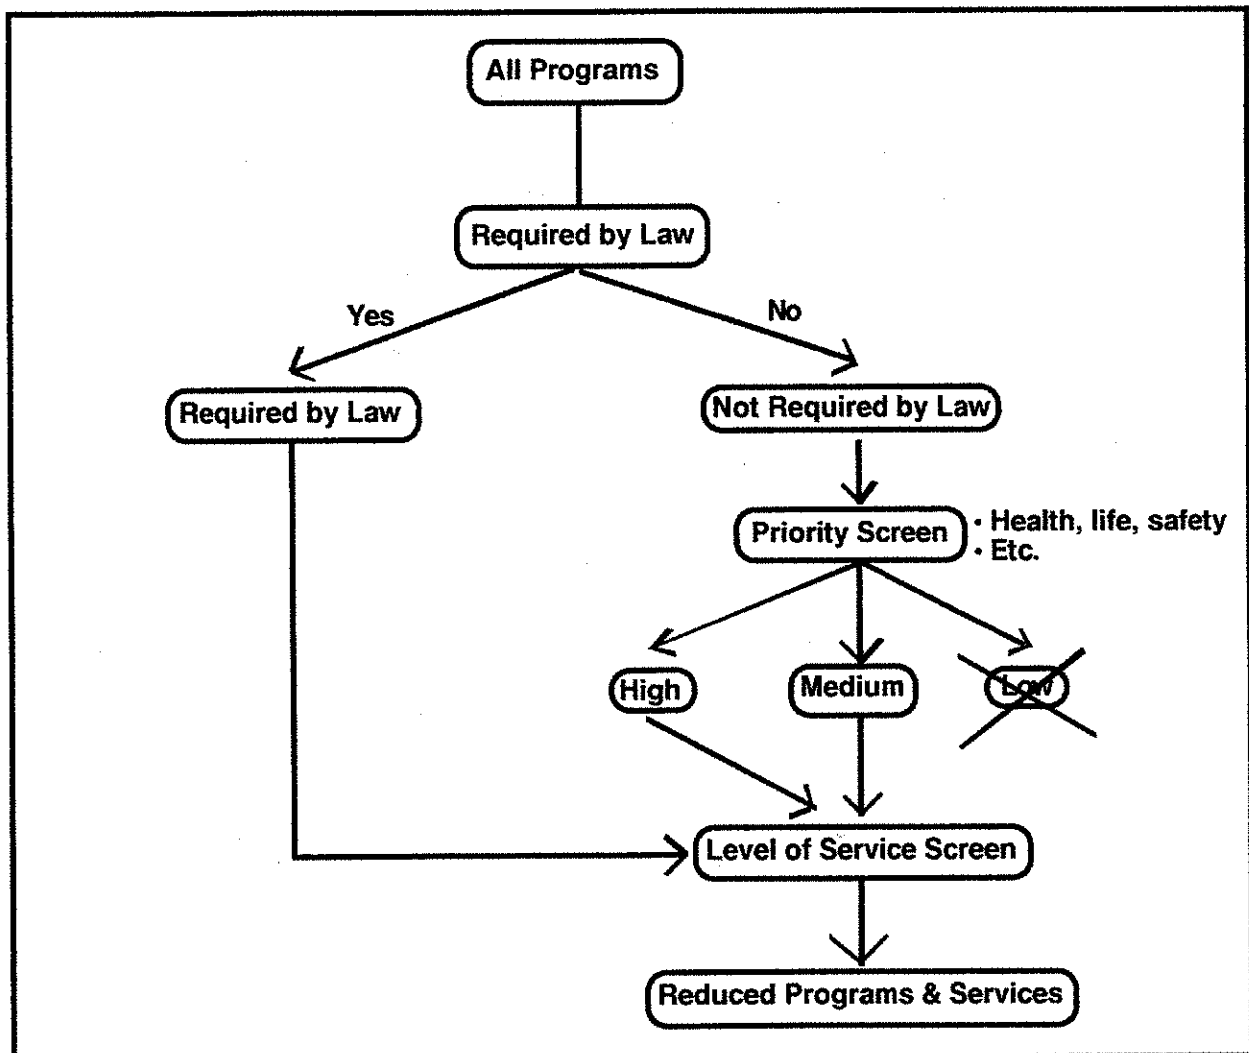 All Programs
Required by Law
Yes
No
Required by Law
Not Required by Law
Priority Screen
· Health, life, safety
· Etc.
High
Medium
Low
Level of Service Screen
Reduced Programs & Services